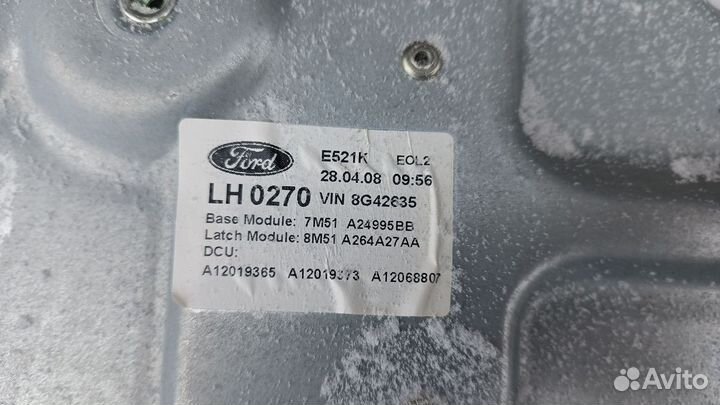 Ford
E521K EOL2
28.04.08 09:56
LH 0270 VIN 8G42635
Base Module: 7M51 A24995BB
Latch Module: 8M51 A264A27AA
DCU:
A12019365 A12019373 A12068807
Avito